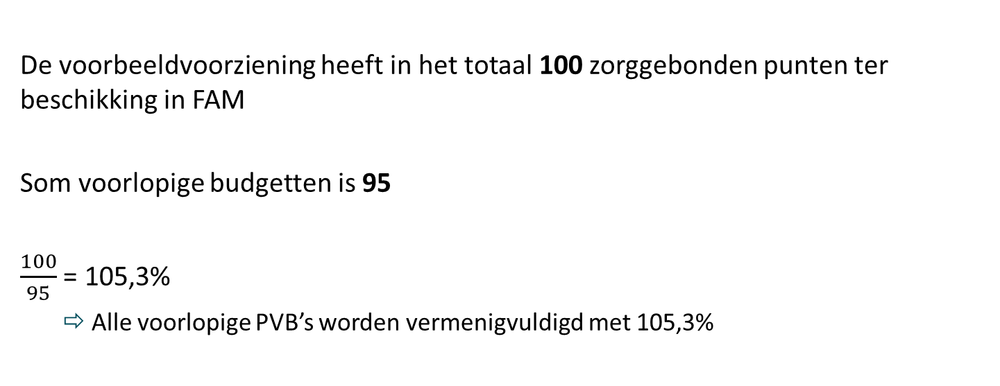 De voorbeeldvoorziening heeft in het totaal 100 zorggebonden punten ter
beschikking in FAM
Som voorlopige budgetten is 95
100/95 = 105,3%
⇨ Alle voorlopige PVB’s worden vermenigvuldigd met 105,3%